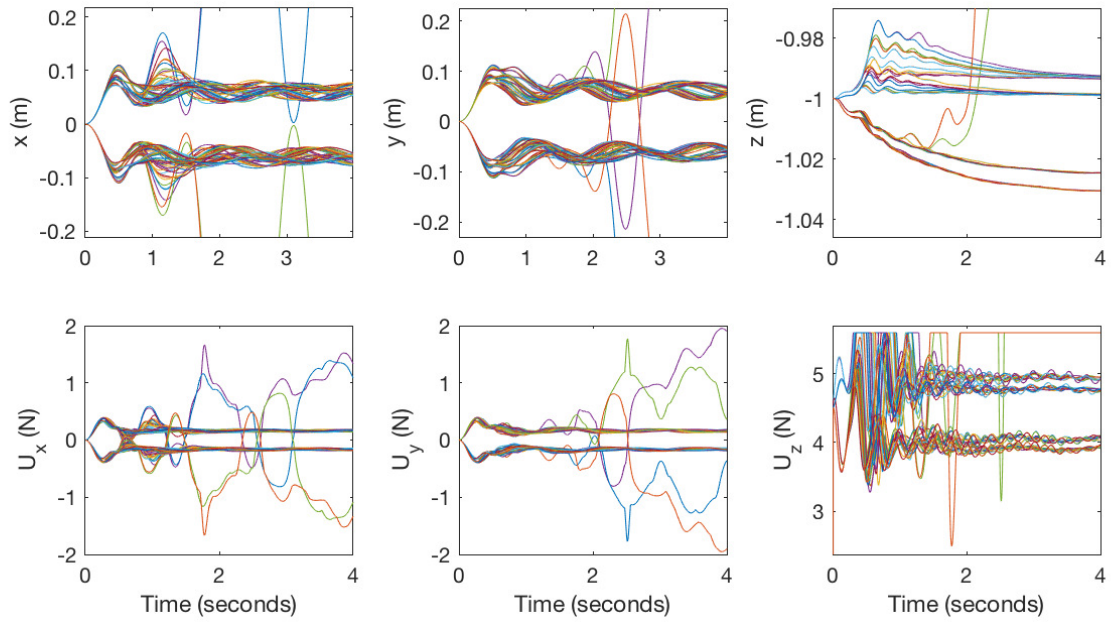 0.2
0.1
0
-0.1
-0.2
x (m)
0 1 2 3
0.2
0.1
0
-0.1
-0.2
y (m)
0 1 2 3
-0.98
-1
-1.02
-1.04
z (m)
0 2 4
2
1
0
-1
-2
U_x (N)
0 2 4
Time (seconds)
2
1
0
-1
-2
U_y (N)
0 2 4
Time (seconds)
5
4
3
U_z (N)
0 2 4
Time (seconds)